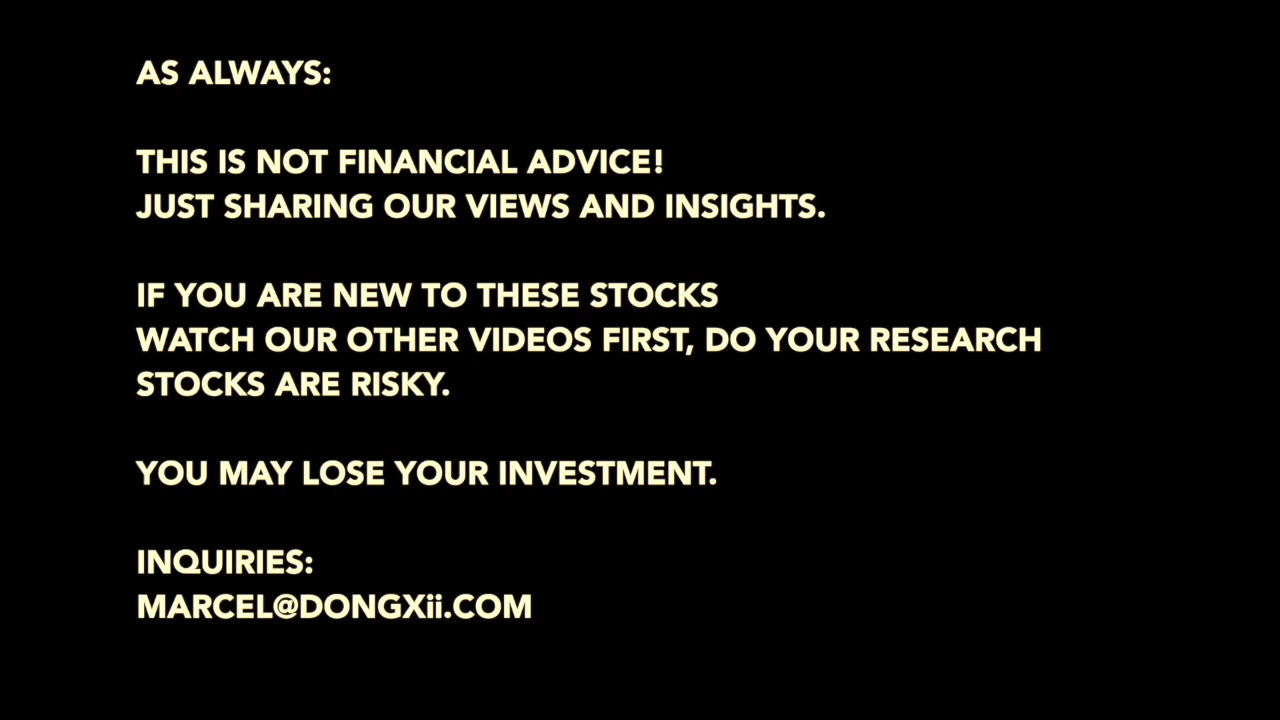 AS ALWAYS:
THIS IS NOT FINANCIAL ADVICE!
JUST SHARING OUR VIEWS AND INSIGHTS.
IF YOU ARE NEW TO THESE STOCKS
WATCH OUR OTHER VIDEOS FIRST, DO YOUR RESEARCH
STOCKS ARE RISKY.
YOU MAY LOSE YOUR INVESTMENT.
INQUIRIES:
MARCEL@DONGXii.COM